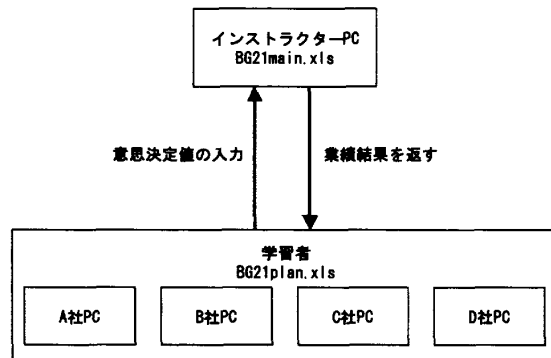 インストラクターPC
BG21main.xls
意思決定値の入力
業績結果を返す
学習者
BG21plan.xls
A社PC
B社PC
C社PC
D社PC